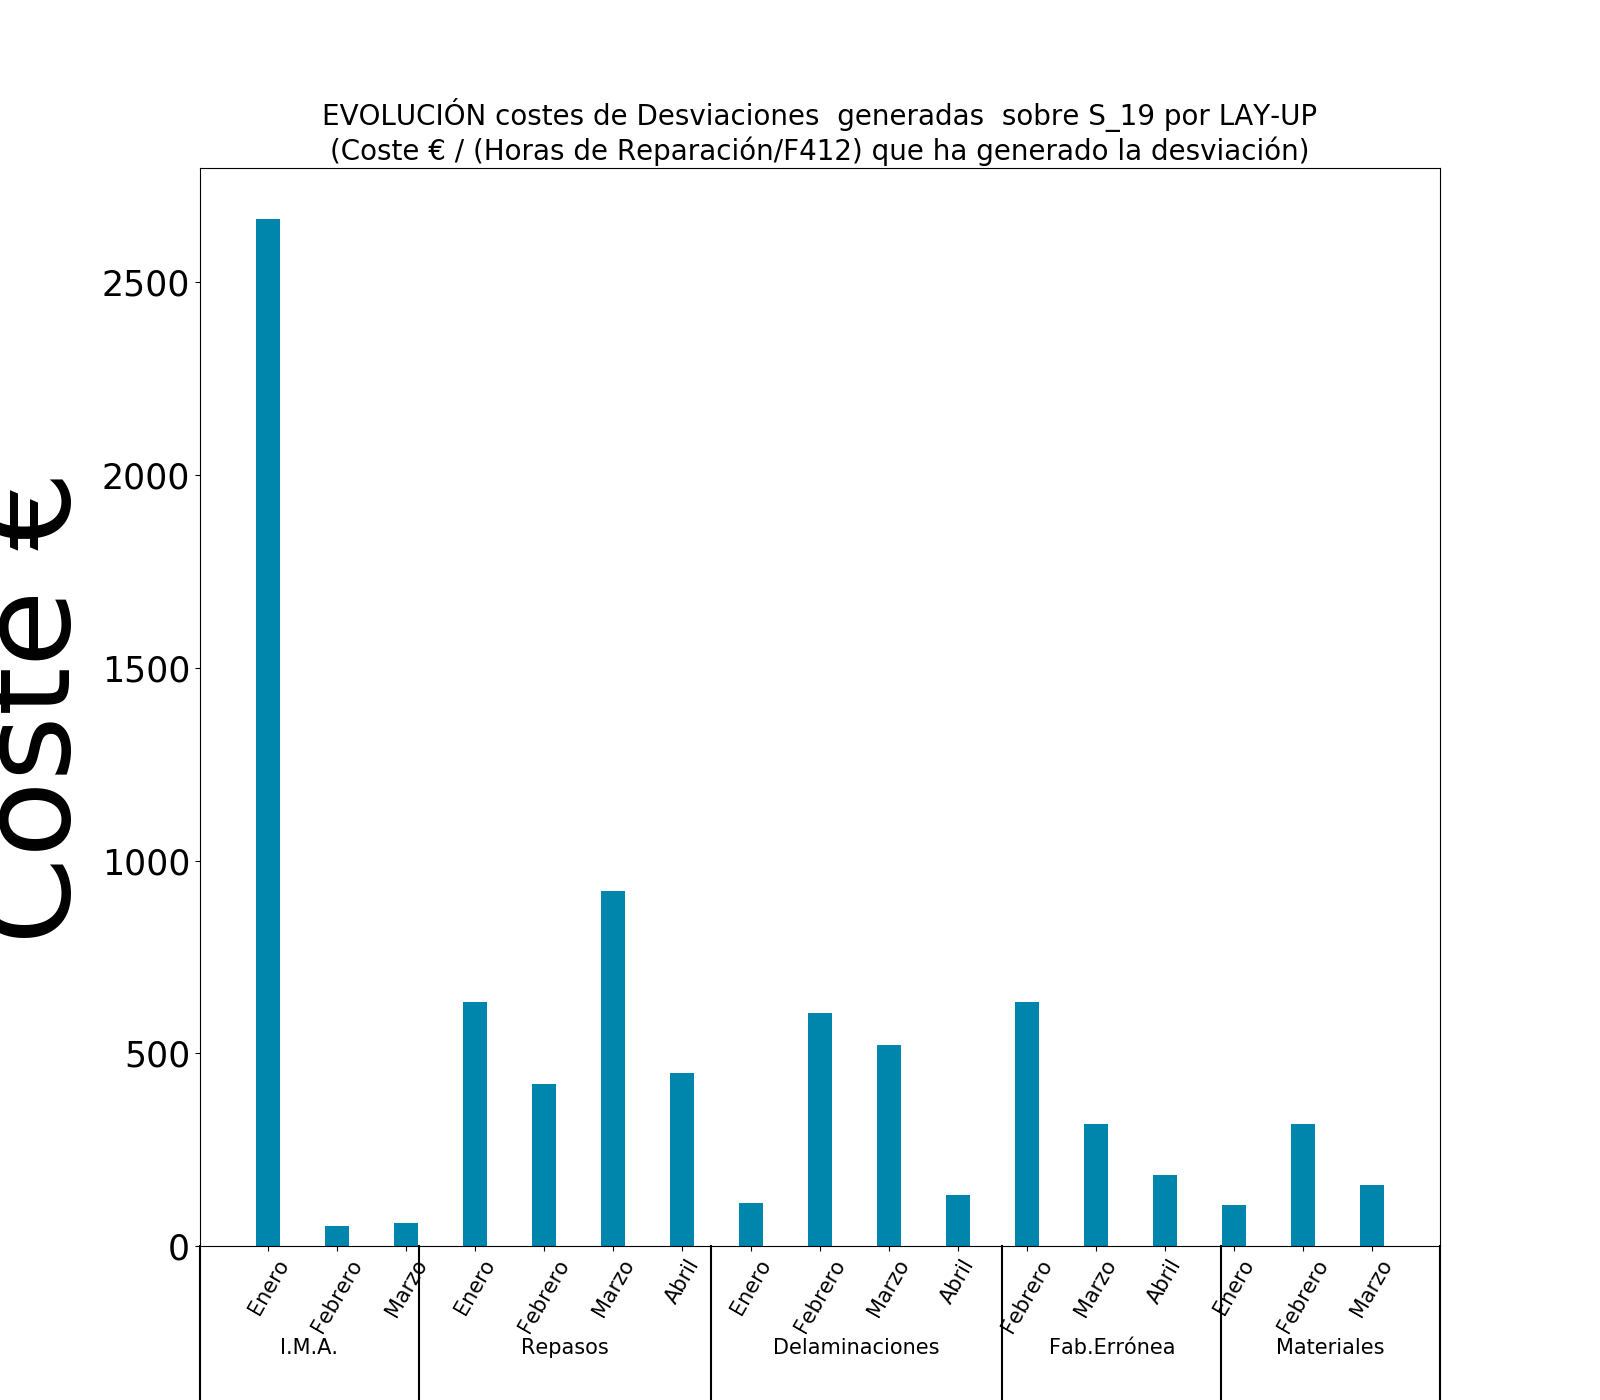 EVOLUCIÓN costes de Desviaciones  generadas  sobre S_19 por LAY-UP
(Coste € / (Horas de Reparación/F412) que ha generado la desviación)
Coste €
2500
2000
1500
1000
500
0
Enero Febrero Marzo Enero Febrero Marzo Abril Enero Febrero Marzo Abril Febrero Marzo Abril Enero Febrero Marzo
I.M.A. Repasos Delaminaciones Fab.Errónea Materiales